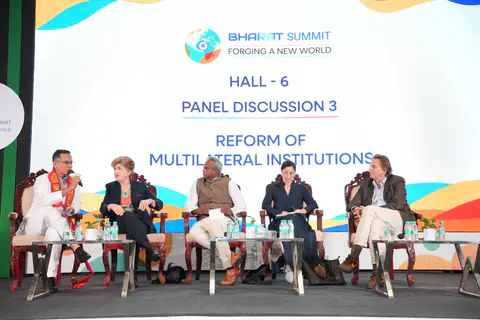 BHARAT SUMMIT
FORGING A NEW WORLD
HALL - 6
PANEL DISCUSSION 3
REFORM OF
MULTILATERAL INSTITUTIONS